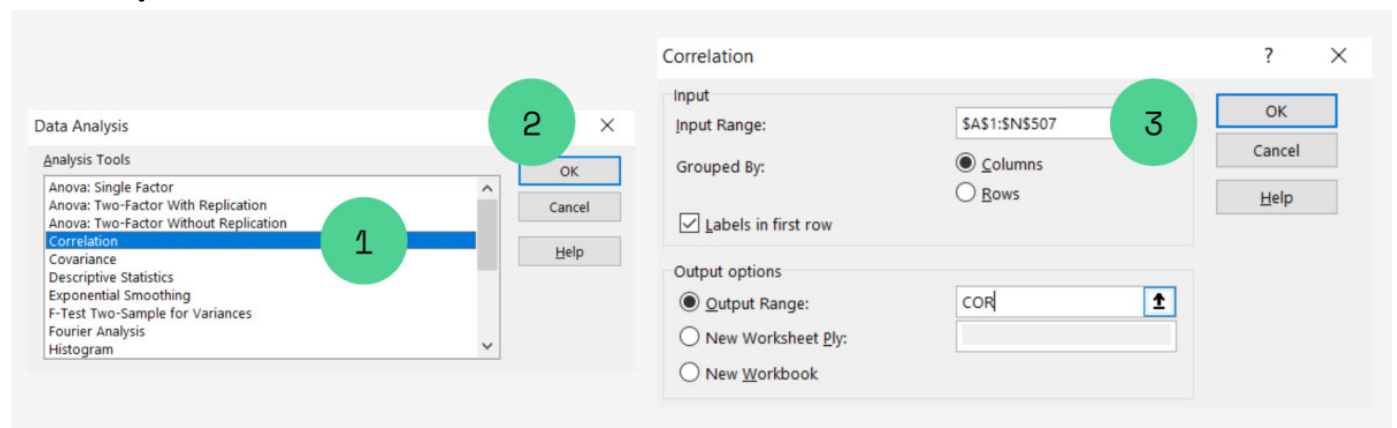 Data Analysis
2
Analysis Tools
Anova: Single Factor
Anova: Two-Factor With Replication
Anova: Two-Factor Without Replication
Correlation
Covariance
Descriptive Statistics
Exponential Smoothing
F-Test Two-Sample for Variances
Fourier Analysis
Histogram
1
OK
Cancel
Help
Correlation
?
Input
Input Range:
$A$1:$N$507
3
Grouped By:
Columns
Rows
Labels in first row
OK
Cancel
Help
Output options
Output Range:
COR
New Worksheet Ply:
New Workbook